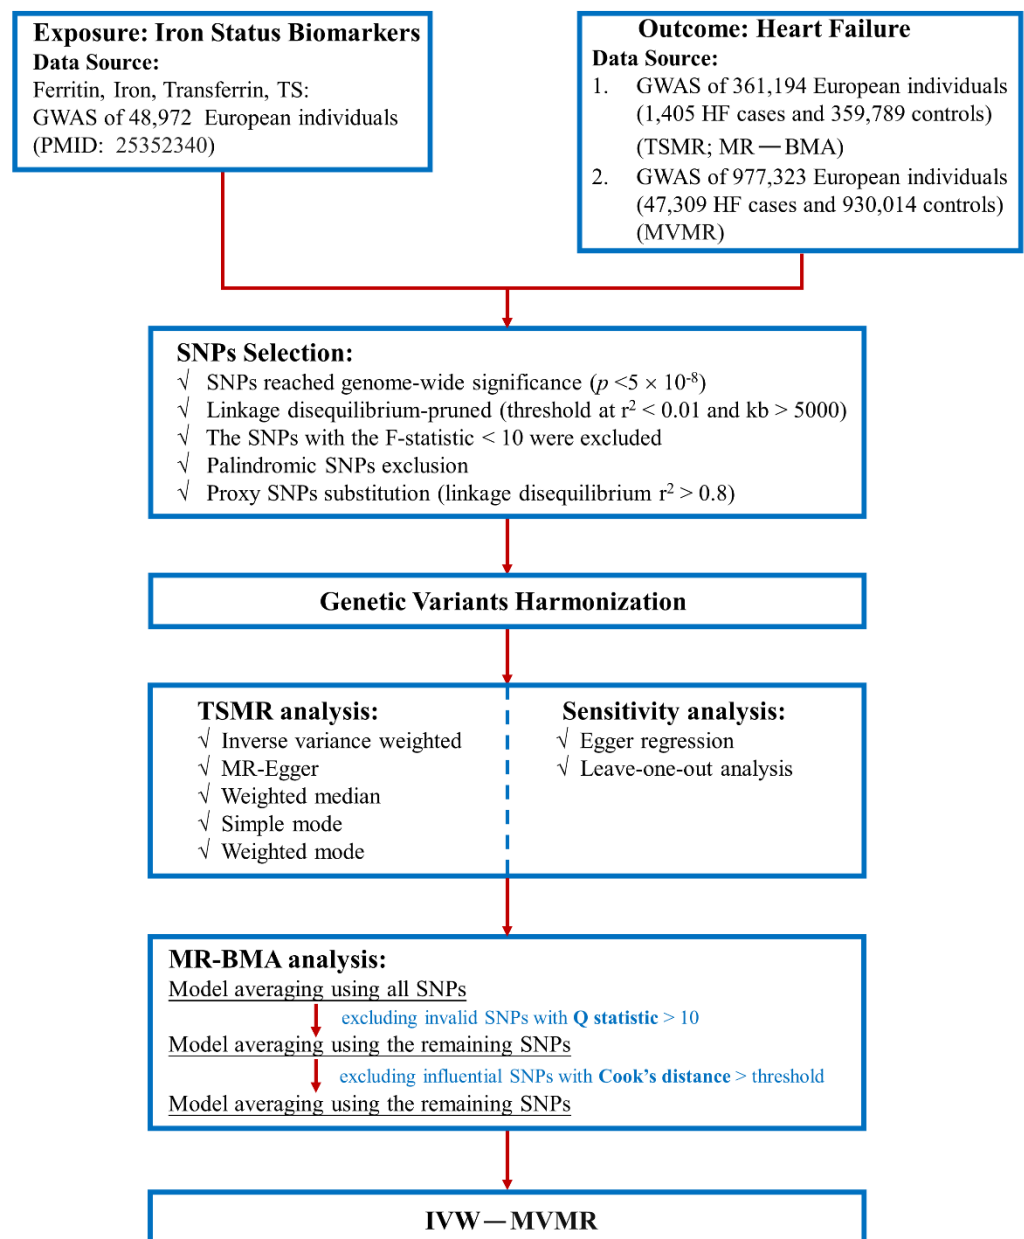 Exposure: Iron Status Biomarkers
Data Source:
Ferritin, Iron, Transferrin, TS:
GWAS of 48,972 European individuals
(PMID: 25352340)
Outcome: Heart Failure
Data Source:
1. GWAS of 361,194 European individuals
(1,405 HF cases and 359,789 controls)
(TSMR; MR — BMA)
2. GWAS of 977,323 European individuals
(47,309 HF cases and 930,014 controls)
(MVMR)
SNPs Selection:
√ SNPs reached genome-wide significance (p <5 × 10⁻⁸)
√ Linkage disequilibrium-pruned (threshold at r² < 0.01 and kb > 5000)
√ The SNPs with the F-statistic < 10 were excluded
√ Palindromic SNPs exclusion
√ Proxy SNPs substitution (linkage disequilibrium r² > 0.8)
Genetic Variants Harmonization
TSMR analysis:
√ Inverse variance weighted
√ MR-Egger
√ Weighted median
√ Simple mode
√ Weighted mode
Sensitivity analysis:
√ Egger regression
√ Leave-one-out analysis
MR-BMA analysis:
Model averaging using all SNPs
excluding invalid SNPs with Q statistic > 10
Model averaging using the remaining SNPs
excluding influential SNPs with Cook's distance > threshold
Model averaging using the remaining SNPs
IVW — MVMR